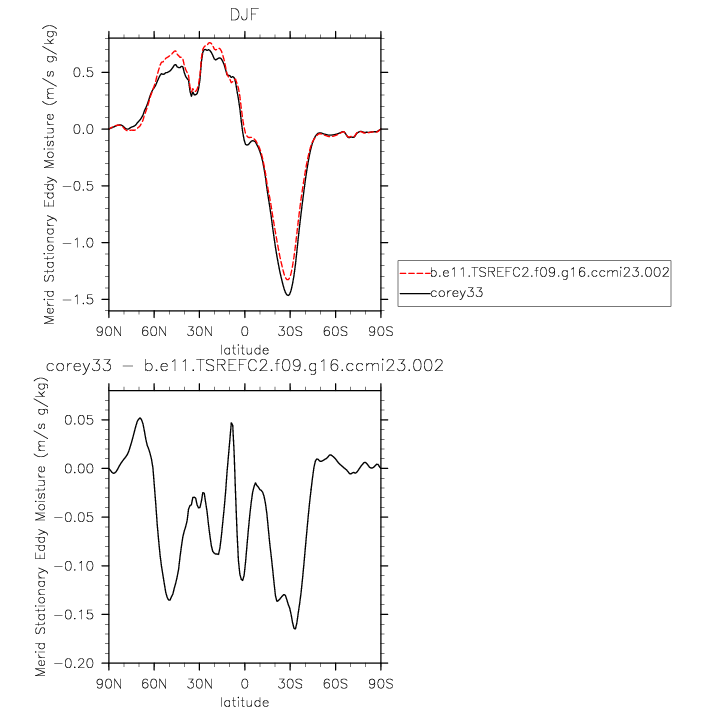 DJF
Merid Stationary Eddy Moisture (m/s g/kg)
0.5
0.0
−0.5
−1.0
−1.5
90N 60N 30N 0 30S 60S 90S
latitude
b.e11.TSREFC2.f09.g16.ccmi23.002
corey33
corey33 − b.e11.TSREFC2.f09.g16.ccmi23.002
Merid Stationary Eddy Moisture (m/s g/kg)
0.05
0.00
−0.05
−0.10
−0.15
−0.20
90N 60N 30N 0 30S 60S 90S
latitude